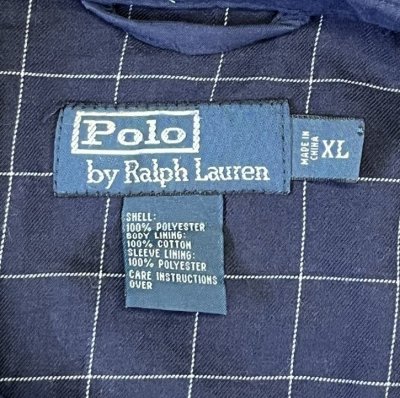 Polo
by Ralph Lauren
MADE IN
CHINA
XL
SHELL:
100% POLYESTER
BODY LINING:
100% COTTON
SLEEVE LINING:
100% POLYESTER
CARE INSTRUCTIONS
OVER